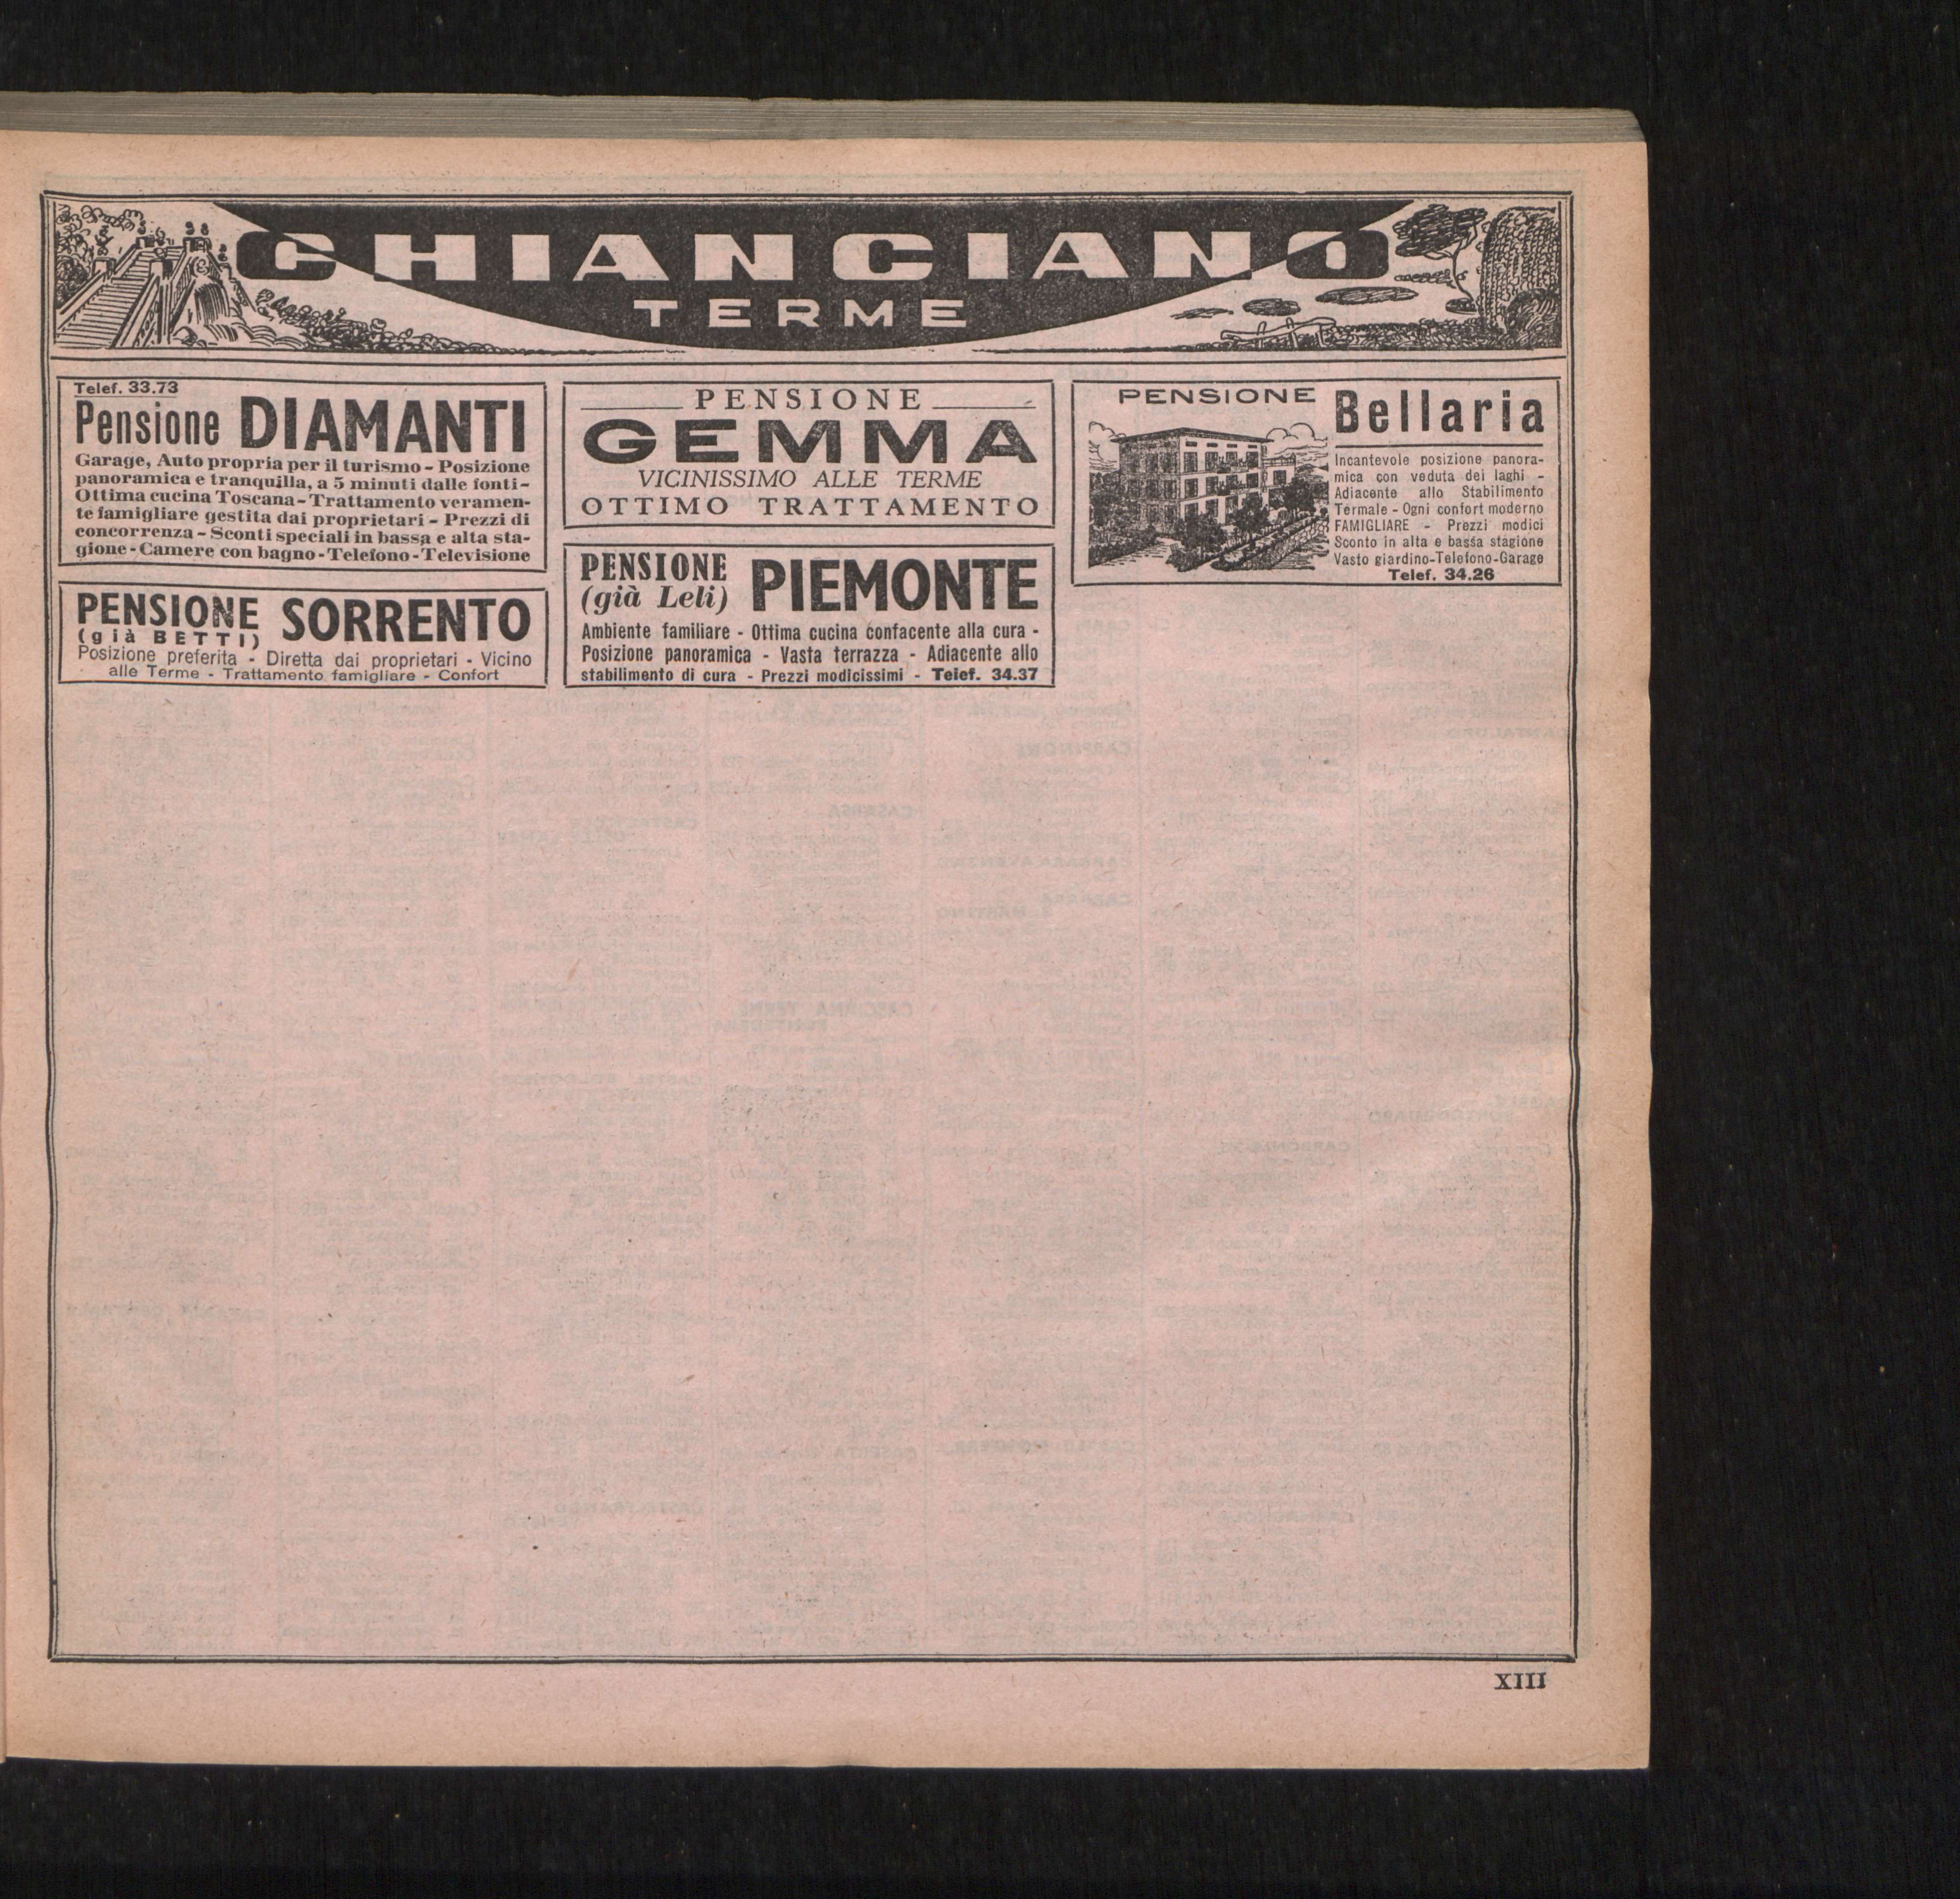 CHIANCIANO
TERME
Telef. 33.73
Pensione DIAMANTI
Garage, Auto propria per il turismo - Posizione
panoramica e tranquilla, a 5 minuti dalle fonti -
Ottima cucina Toscana - Trattamento veramen-
te famigliare gestita dai proprietari - Prezzi di
concorrenza - Sconti speciali in bassa e alta sta-
gione - Camere con bagno - Telefono - Televisione
PENSIONE SORRENTO
(già BETTI)
Posizione preferita - Diretta dai proprietari - Vicino
alle Terme - Trattamento famigliare - Confort
PENSIONE
GEMMA
VICINISSIMO ALLE TERME
OTTIMO TRATTAMENTO
PENSIONE PIEMONTE
(già Leli)
Ambiente familiare - Ottima cucina confacente alla cura -
Posizione panoramica - Vasta terrazza - Adiacente allo
stabilimento di cura - Prezzi modicissimi - Telef. 34.37
PENSIONE Bellaria
Incantevole posizione panora-
mica con veduta dei laghi -
Adiacente allo Stabilimento
Termale - Ogni confort moderno
FAMIGLIARE - Prezzi modici
Sconto in alta e bassa stagione
Vasto giardino-Telefono-Garage
Telef. 34.26
XIII